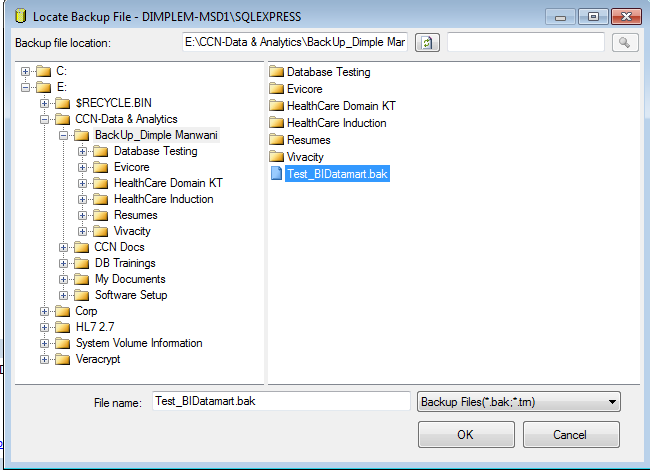 Locate Backup File - DIMPLEM-MSD1\SQLEXPRESS
Backup file location:
E:\CCN-Data & Analytics\BackUp_Dimple Mar
C:
E:
$RECYCLE.BIN
CCN-Data & Analytics
BackUp_Dimple Manwani
Database Testing
Evicore
HealthCare Domain KT
HealthCare Induction
Resumes
Vivacity
CCN Docs
DB Trainings
My Documents
Software Setup
Corp
HL7 2.7
System Volume Information
Veracrypt
Database Testing
Evicore
HealthCare Domain KT
HealthCare Induction
Resumes
Vivacity
Test_BIDatamart.bak
File name:
Test_BIDatamart.bak
Backup Files(*.bak;*.trn)
OK
Cancel